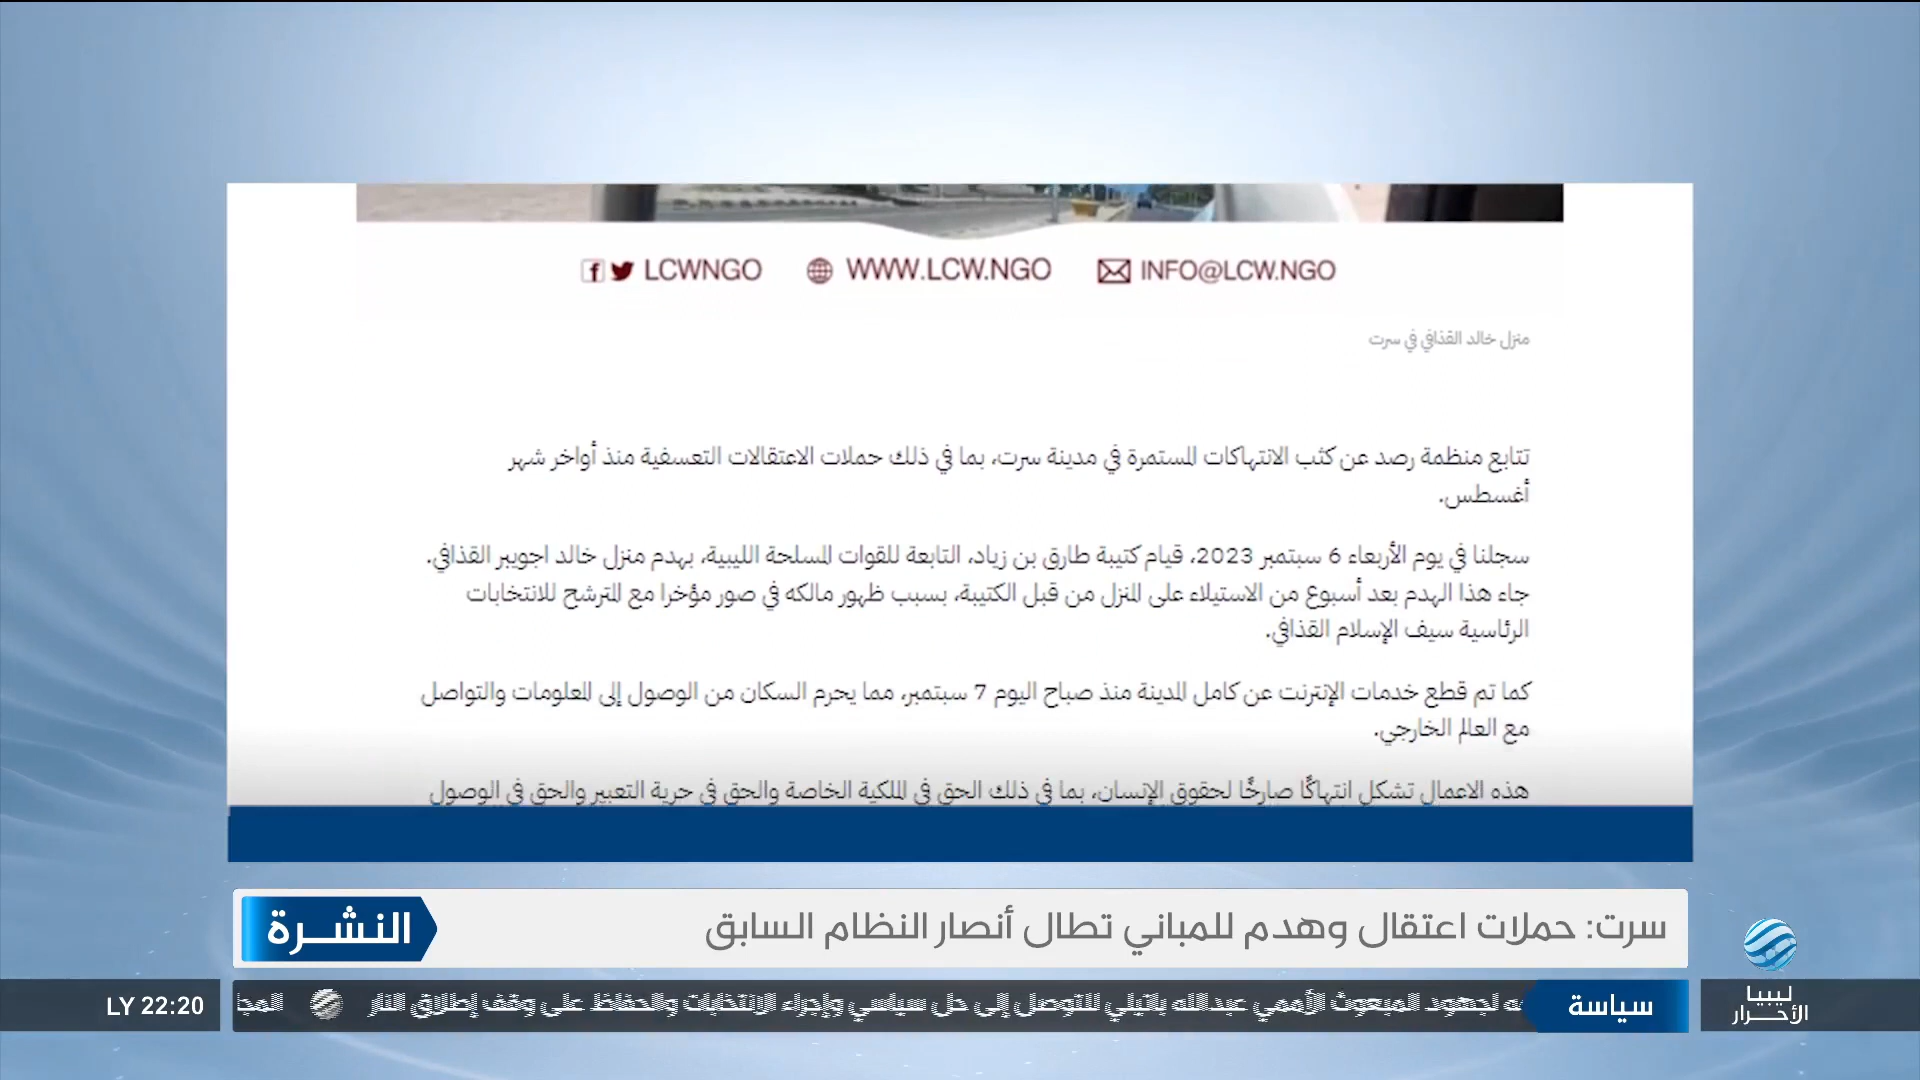 LCWNGO WWW.LCW.NGO INFO@LCW.NGO
منزل خالد القذافي في سرت
تتابع منظمة رصد عن كثب الانتهاكات المستمرة في مدينة سرت، بما في ذلك حملات الاعتقالات التعسفية منذ أواخر شهر
أغسطس.
سجلنا في يوم الأربعاء 6 سبتمبر 2023، قيام كتيبة طارق بن زياد، التابعة للقوات المسلحة الليبية، بهدم منزل خالد اجويبر القذافي.
جاء هذا الهدم بعد أسبوع من الاستيلاء على المنزل من قبل الكتيبة، بسبب ظهور مالكه في صور مؤخرا مع المترشح للانتخابات
الرئاسية سيف الإسلام القذافي.
كما تم قطع خدمات الإنترنت عن كامل المدينة منذ صباح اليوم 7 سبتمبر، مما يحرم السكان من الوصول إلى المعلومات والتواصل
مع العالم الخارجي.
هذه الاعمال تشكل انتهاكًا صارخًا لحقوق الإنسان، بما في ذلك الحق في الملكية الخاصة والحق في حرية التعبير والحق في الوصول
سرت: حملات اعتقال وهدم للمباني تطال أنصار النظام السابق
النشرة
سياسة
لجهود المبعوث الأممي عبدالله باتيلي للتوصل إلى حل سياسي وإجراء الانتخابات والحفاظ على وقف إطلاق النار
LY 22:20
ليبيا
الأحرار